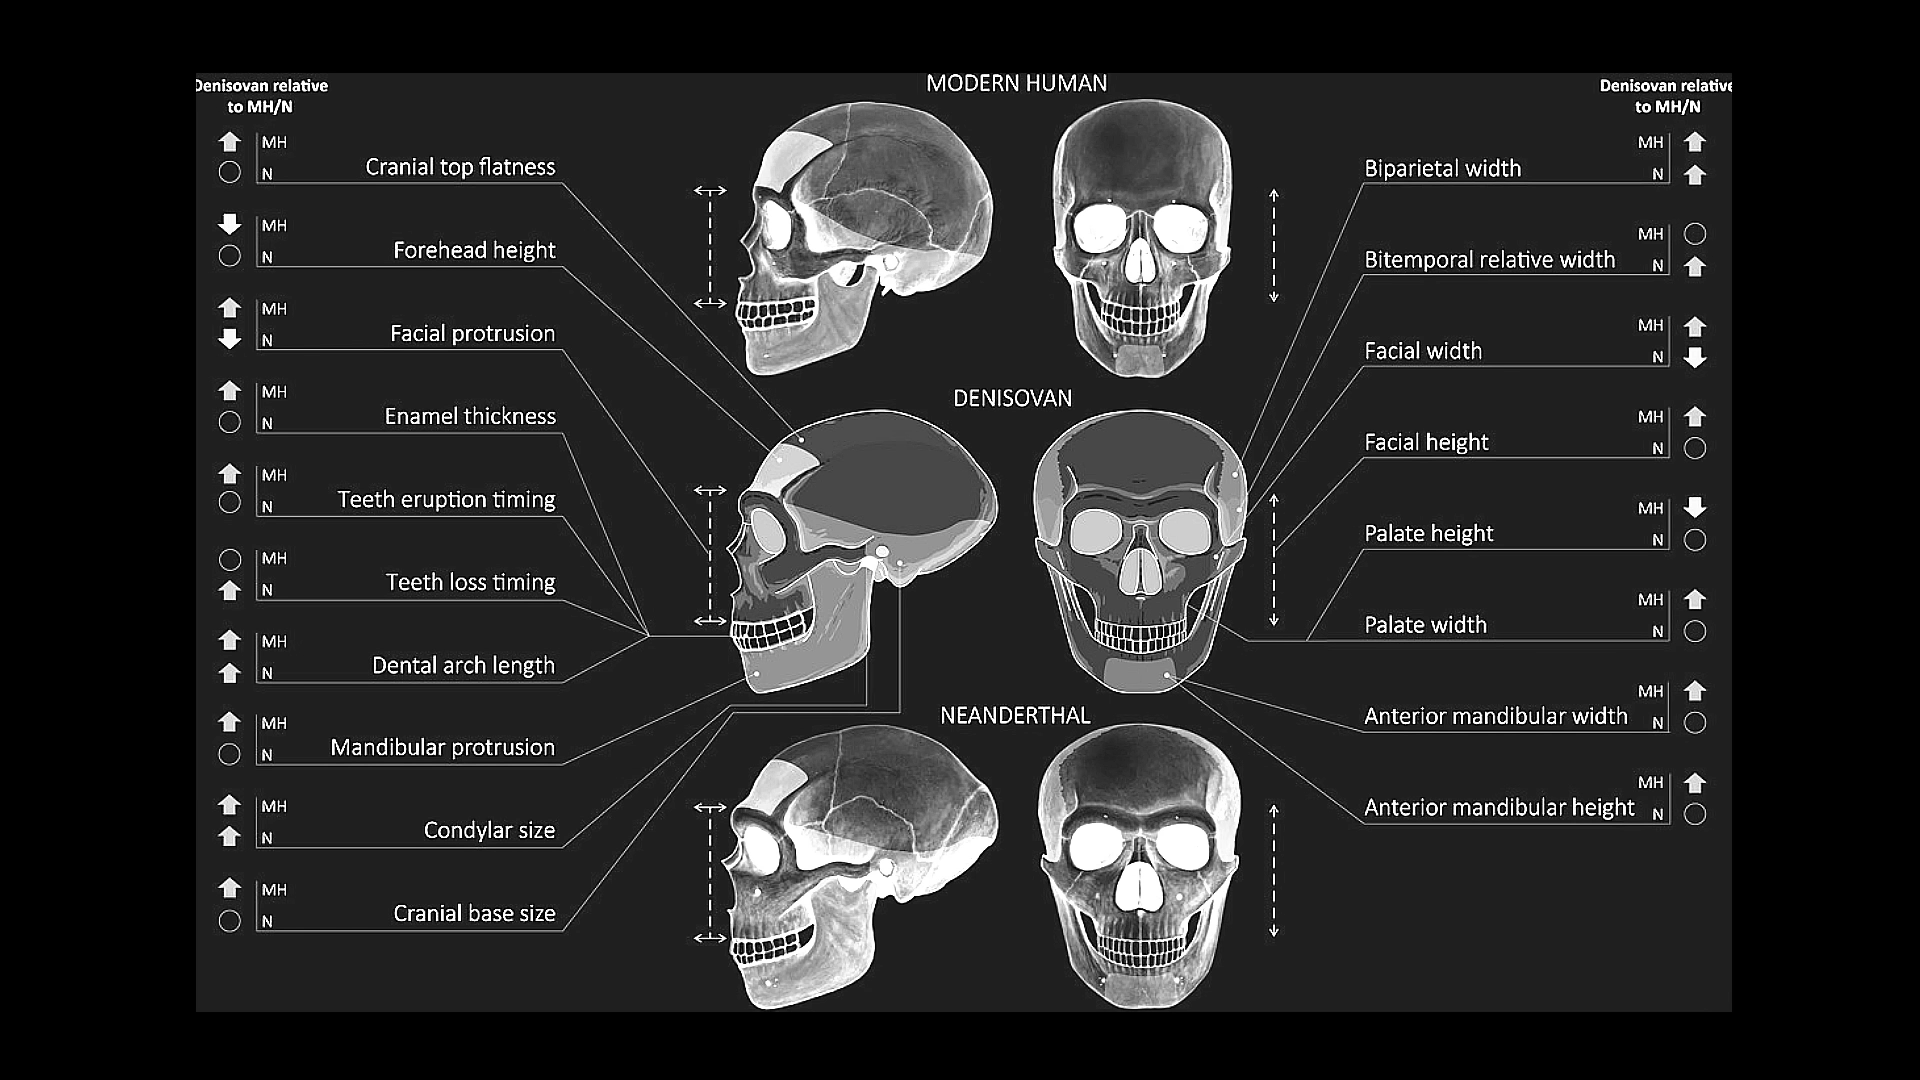 Denisovan relative
to MH/N
MH
N
Cranial top flatness
MH
N
Forehead height
MH
N
Facial protrusion
MH
N
Enamel thickness
MH
N
Teeth eruption timing
MH
N
Teeth loss timing
MH
N
Dental arch length
MH
N
Mandibular protrusion
MH
N
Condylar size
MH
N
Cranial base size
MODERN HUMAN
DENISOVAN
NEANDERTHAL
Denisovan relative
to MH/N
Biparietal width
MH
N
Bitemporal relative width
MH
N
Facial width
MH
N
Facial height
MH
N
Palate height
MH
N
Palate width
MH
N
Anterior mandibular width
MH
N
Anterior mandibular height
MH
N